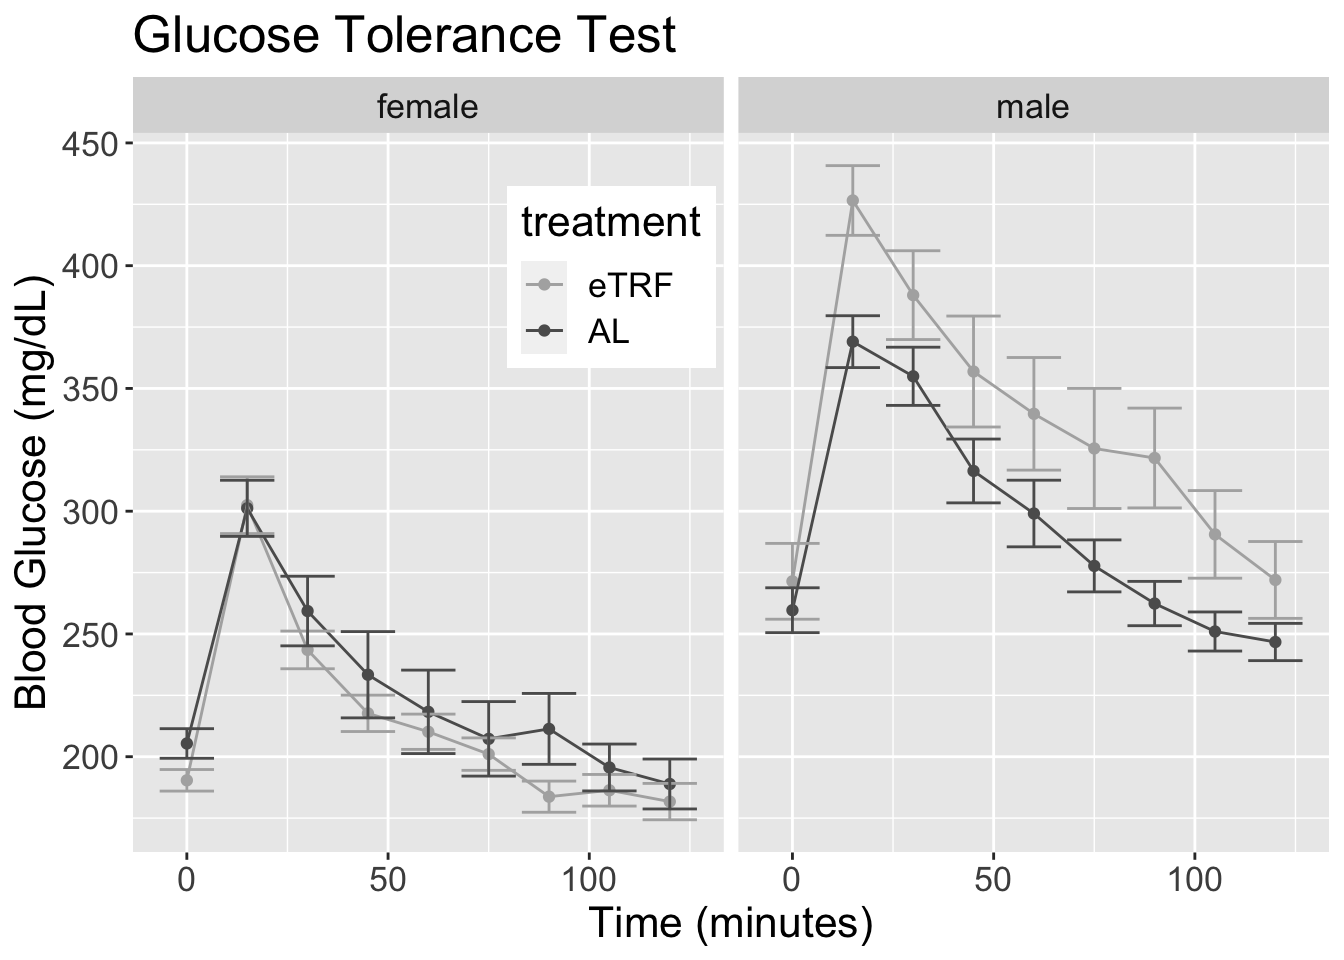 Glucose Tolerance Test
female
male
Blood Glucose (mg/dL)
450
400
350
300
250
200
treatment
eTRF
AL
0
50
100
0
50
100
Time (minutes)